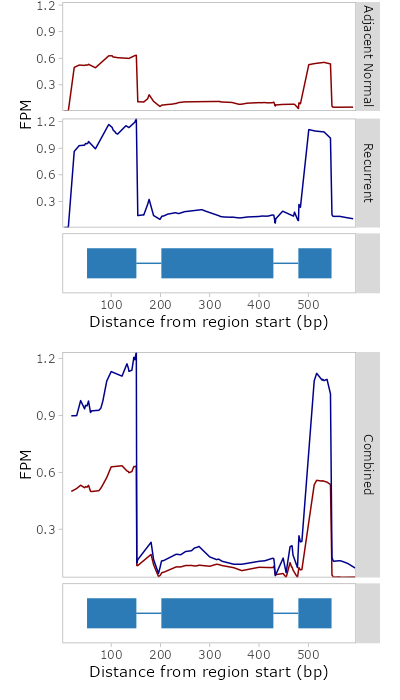 1.2
0.9
0.6
0.3
Adjacent Normal
FPM
1.2
0.9
0.6
0.3
Recurrent
100 200 300 400 500
Distance from region start (bp)
1.2
0.9
0.6
0.3
FPM
Combined
100 200 300 400 500
Distance from region start (bp)